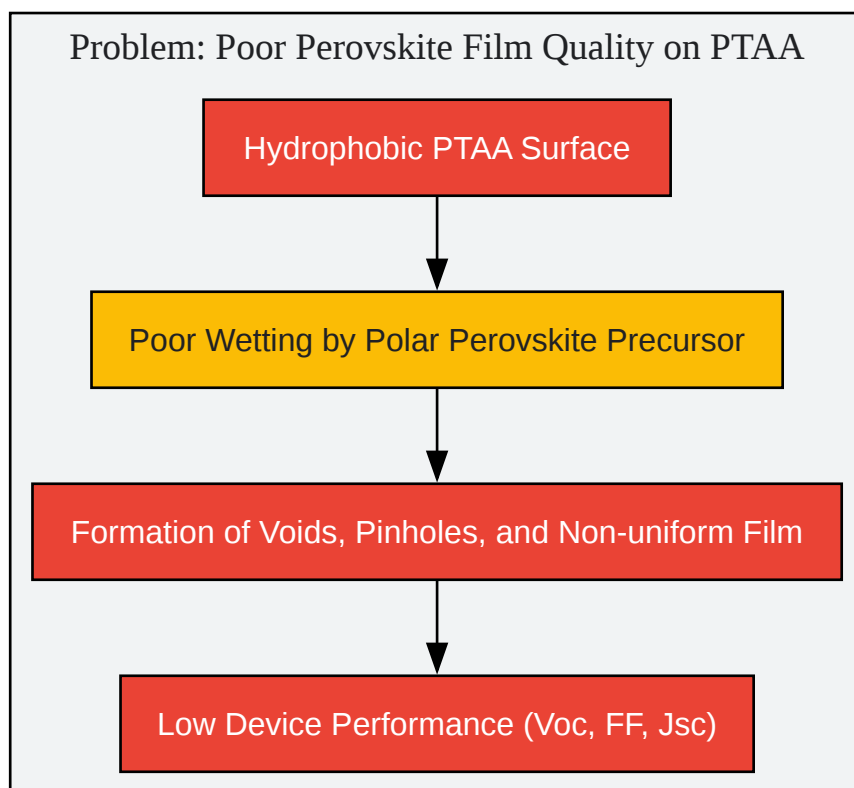 Problem: Poor Perovskite Film Quality on PTAA
Hydrophobic PTAA Surface
Poor Wetting by Polar Perovskite Precursor
Formation of Voids, Pinholes, and Non-uniform Film
Low Device Performance (Voc, FF, Jsc)